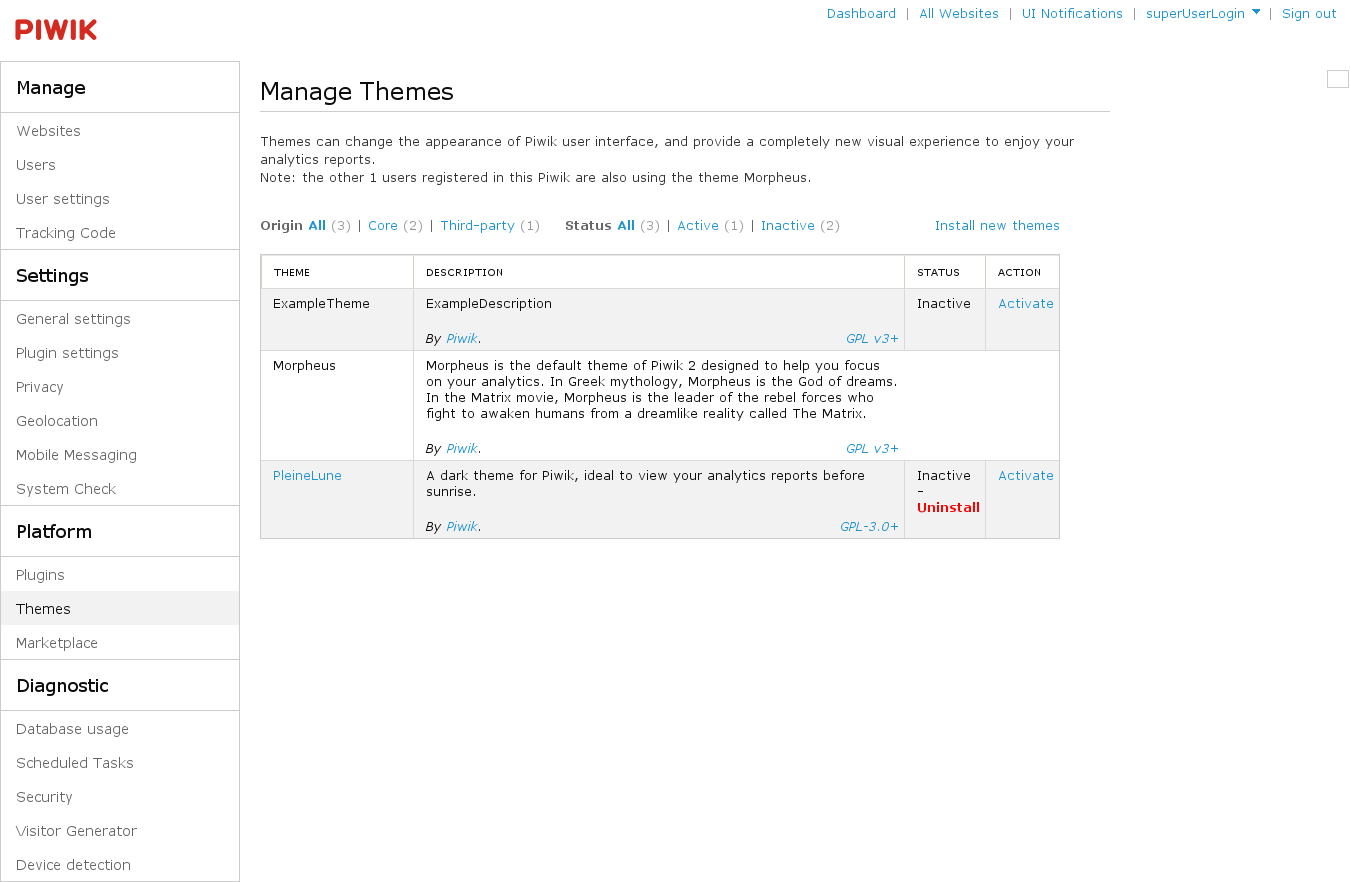 PIWIK
Dashboard | All Websites | UI Notifications | superUserLogin | Sign out
Manage
Websites
Users
User settings
Tracking Code
Settings
General settings
Plugin settings
Privacy
Geolocation
Mobile Messaging
System Check
Platform
Plugins
Themes
Marketplace
Diagnostic
Database usage
Scheduled Tasks
Security
Visitor Generator
Device detection
Manage Themes
Themes can change the appearance of Piwik user interface, and provide a completely new visual experience to enjoy your
analytics reports.
Note: the other 1 users registered in this Piwik are also using the theme Morpheus.
Origin All (3) | Core (2) | Third-party (1) Status All (3) | Active (1) | Inactive (2) Install new themes
THEME DESCRIPTION STATUS ACTION
ExampleTheme ExampleDescription Inactive Activate
By Piwik. GPL v3+
Morpheus Morpheus is the default theme of Piwik 2 designed to help you focus
on your analytics. In Greek mythology, Morpheus is the God of dreams.
In the Matrix movie, Morpheus is the leader of the rebel forces who
fight to awaken humans from a dreamlike reality called The Matrix.
By Piwik. GPL v3+
PleineLune A dark theme for Piwik, ideal to view your analytics reports before Inactive Activate
sunrise. -
Uninstall
By Piwik. GPL-3.0+